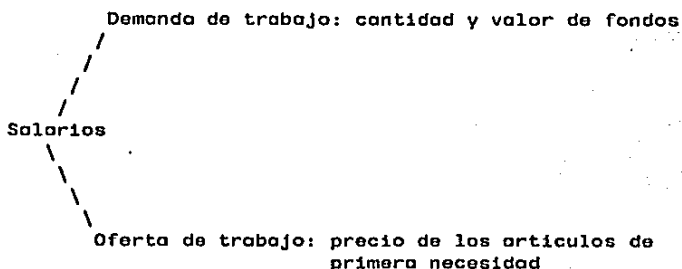 Demanda de trabajo: cantidad y valor de fondos
Salarios
Oferta de trabajo: precio de los articulos de
primera necesidad